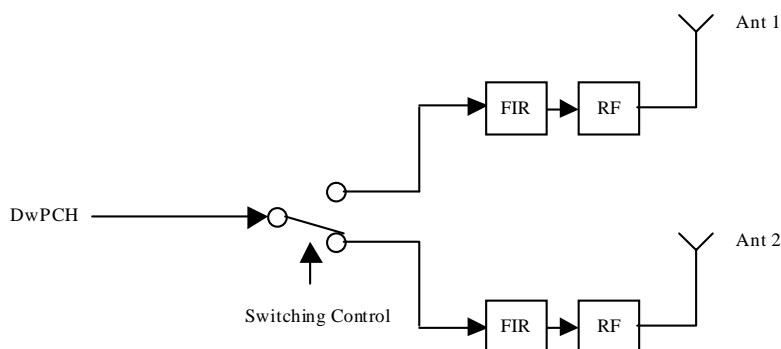 Ant 1
FIR
RF
DwPCH
Ant 2
Switching Control
FIR
RF